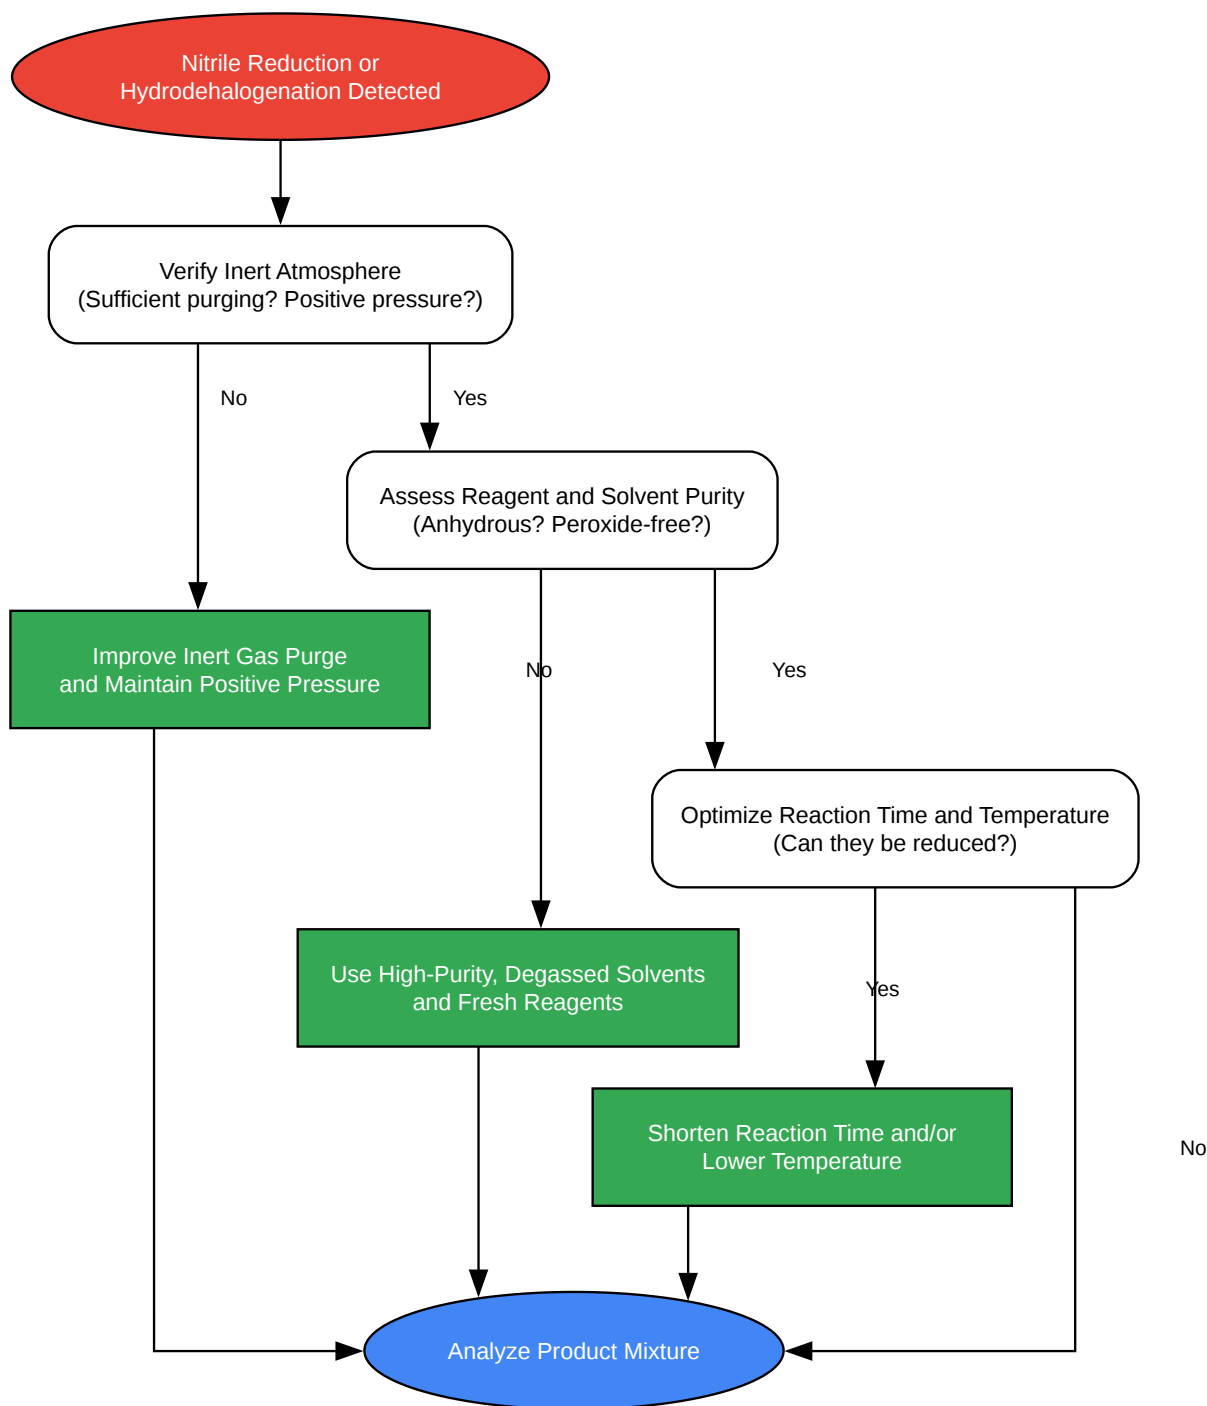 Nitrile Reduction or
Hydrodehalogenation Detected
Verify Inert Atmosphere
(Sufficient purging? Positive pressure?)
No
Yes
Assess Reagent and Solvent Purity
(Anhydrous? Peroxide-free?)
Improve Inert Gas Purge
and Maintain Positive Pressure
No
Yes
Optimize Reaction Time and Temperature
(Can they be reduced?)
Use High-Purity, Degassed Solvents
and Fresh Reagents
Yes
Shorten Reaction Time and/or
Lower Temperature
No
Analyze Product Mixture